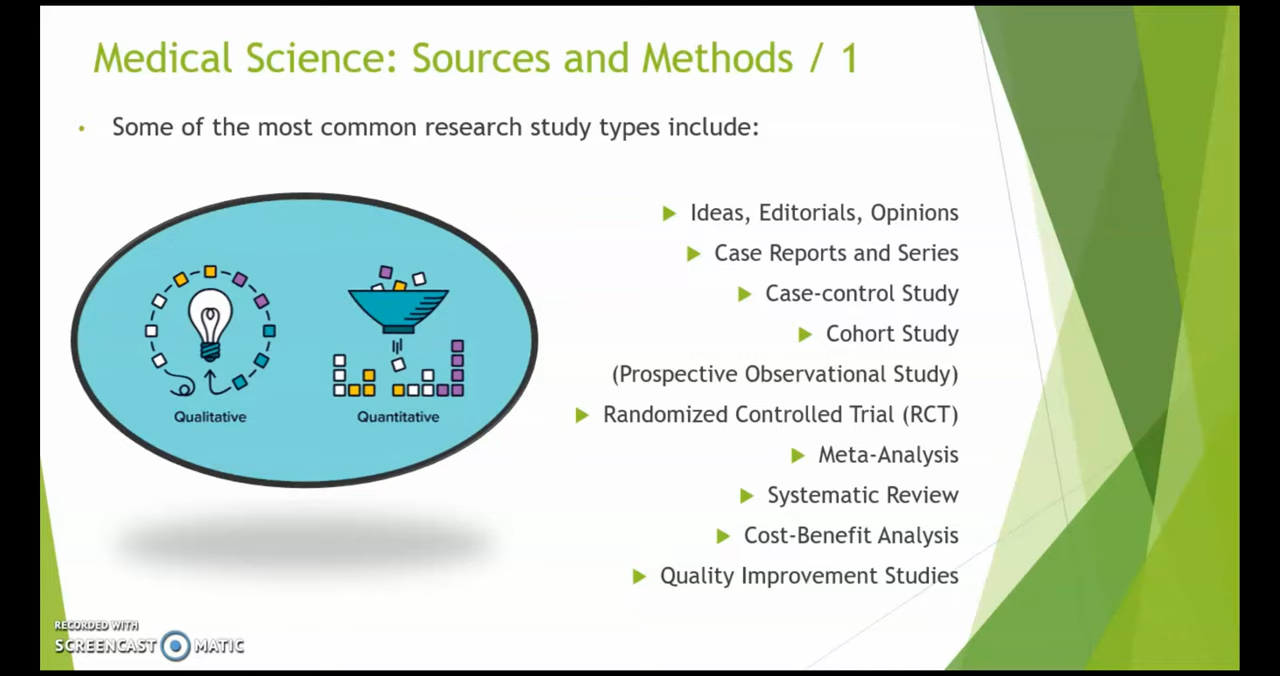 Medical Science: Sources and Methods / 1
• Some of the most common research study types include:
Qualitative
Quantitative
Ideas, Editorials, Opinions
Case Reports and Series
Case-control Study
Cohort Study
(Prospective Observational Study)
Randomized Controlled Trial (RCT)
Meta-Analysis
Systematic Review
Cost-Benefit Analysis
Quality Improvement Studies
RECORDED WITH
SCREENCAST MATIC